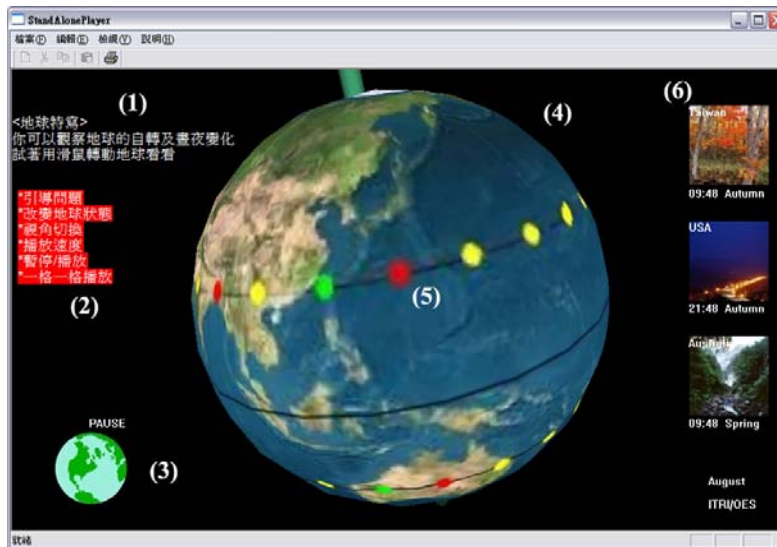 StandAlonePlayer
檔案(F) 編輯(E) 檢視(V) 說明(H)
(1)
<地球特寫>
你可以觀察地球的自轉及晝夜變化
試著用滑鼠轉動地球看看
*引導問題
*改變地球狀態
*視角切換
*播放速度
*暫停/播放
*一格一格播放
(2)
PAUSE
(3)
(4)
(5)
(6)
Taiwan
09:48 Autumn
USA
21:48 Autumn
Australia
09:48 Spring
August
ITRI/OES
就緒